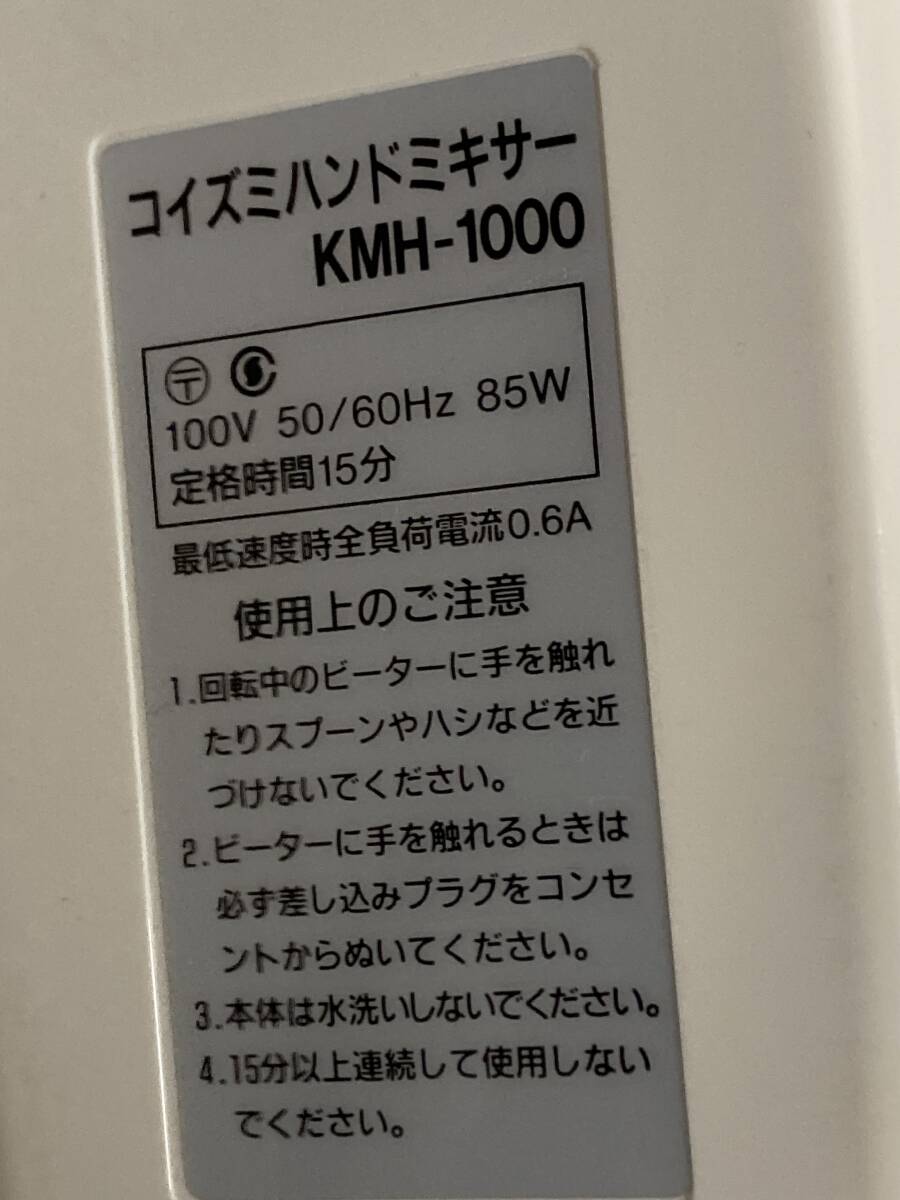 コイズミハンドミキサー
KMH-1000
〒
100V 50/60Hz 85W
定格時間15分
最低速度時全負荷電流0.6A
使用上のご注意
1.回転中のビーターに手を触れ
たりスプーンやハシなどを近
づけないでください。
2.ビーターに手を触れるときは
必ず差し込みプラグをコンセ
ントからぬいてください。
3.本体は水洗いしないでください。
4.15分以上連続して使用しない
でください。